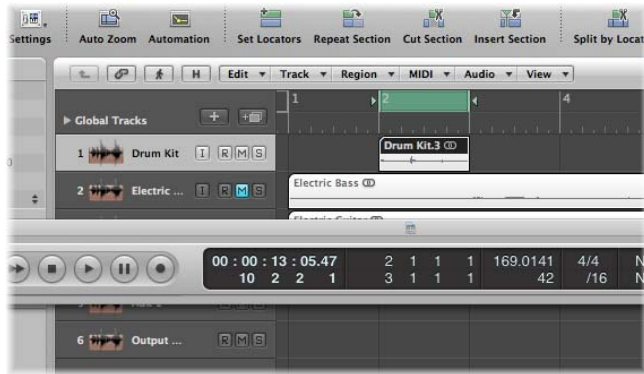 Settings Auto Zoom Automation Set Locators Repeat Section Cut Section Insert Section Split by Locat
H Edit Track Region MIDI Audio View
1 2 4
Global Tracks
Drum Kit.3
1 Drum Kit I R M S
2 Electric ... I R M S
Electric Bass
Electric Guitar
00 : 00 : 13 : 05.47 2 1 1 1 169.0141 4/4 N
10 2 2 1 3 1 1 1 42 /16 N
6 Output ... R M S